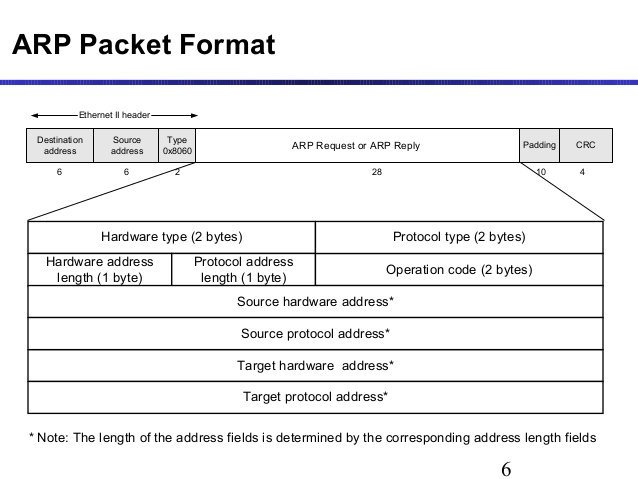 ARP Packet Format
Ethernet II header
Destination address
Source address
Type 0x8060
ARP Request or ARP Reply
Padding
CRC
6
6
2
28
10
4
Hardware type (2 bytes)
Protocol type (2 bytes)
Hardware address length (1 byte)
Protocol address length (1 byte)
Operation code (2 bytes)
Source hardware address*
Source protocol address*
Target hardware address*
Target protocol address*
* Note: The length of the address fields is determined by the corresponding address length fields
6